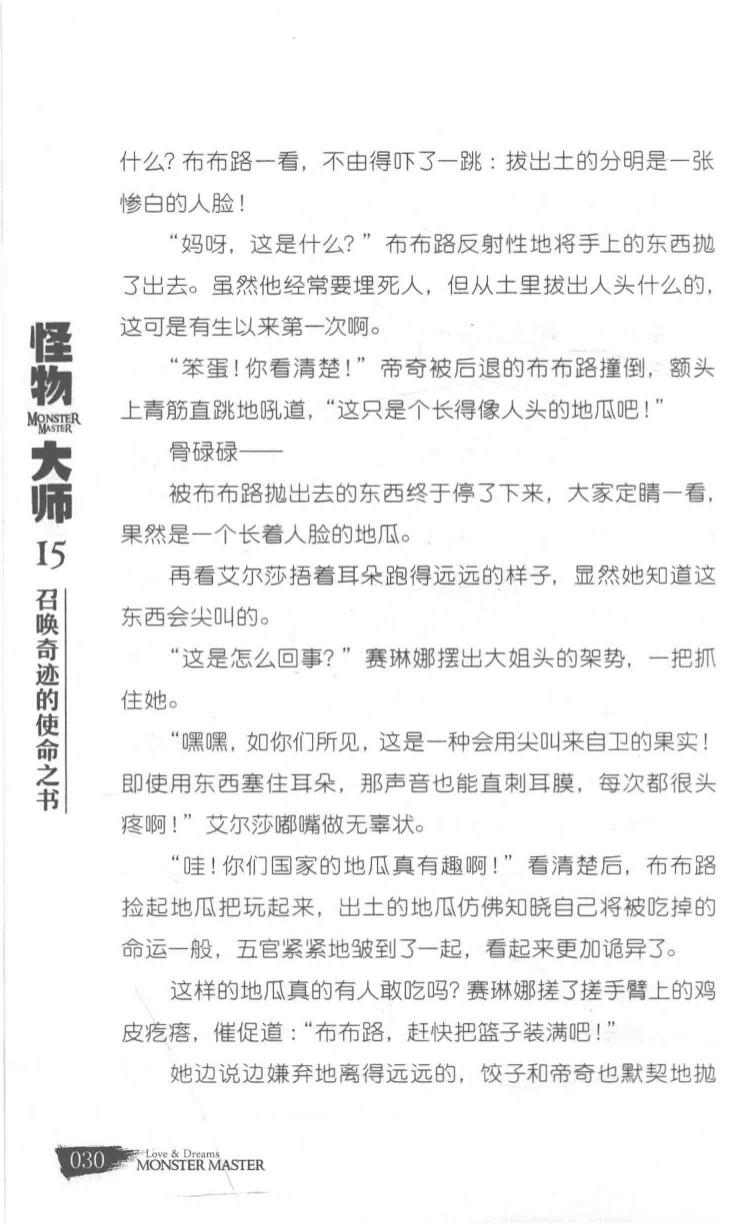 什么？布布路一看，不由得吓了一跳：拔出土的分明是一张
惨白的人脸！
“妈呀，这是什么？”布布路反射性地将手上的东西抛
了出去。虽然他经常要埋死人，但从土里拔出人头什么的，
这可是有生以来第一次啊。
“笨蛋！你看清楚！”帝奇被后退的布布路撞倒，额头
上青筋直跳地吼道，“这只是个长得像人头的地瓜吧！”
骨碌碌——
被布布路抛出去的东西终于停了下来，大家定睛一看，
果然是一个长着人脸的地瓜。
再看艾尔莎捂着耳朵跑得远远的样子，显然她知道这
东西会尖叫的。
“这是怎么回事？”赛琳娜摆出大姐头的架势，一把抓
住她。
“嘿嘿，如你们所见，这是一种会用尖叫来自卫的果实！
即使用东西塞住耳朵，那声音也能直刺耳膜，每次都很头
疼啊！”艾尔莎嘟嘴做无辜状。
“哇！你们国家的地瓜真有趣啊！”看清楚后，布布路
捡起地瓜把玩起来，出土的地瓜仿佛知晓自己将被吃掉的
命运一般，五官紧紧地皱到了一起，看起来更加诡异了。
这样的地瓜真的有人敢吃吗？赛琳娜搓了搓手臂上的鸡
皮疙瘩，催促道：“布布路，赶快把篮子装满吧！”
她边说边嫌弃地离得远远的，饺子和帝奇也默契地抛
怪物
MONSTER
MASTER
大师
15
召唤奇迹的使命之书
030
Love & Dreams
MONSTER MASTER